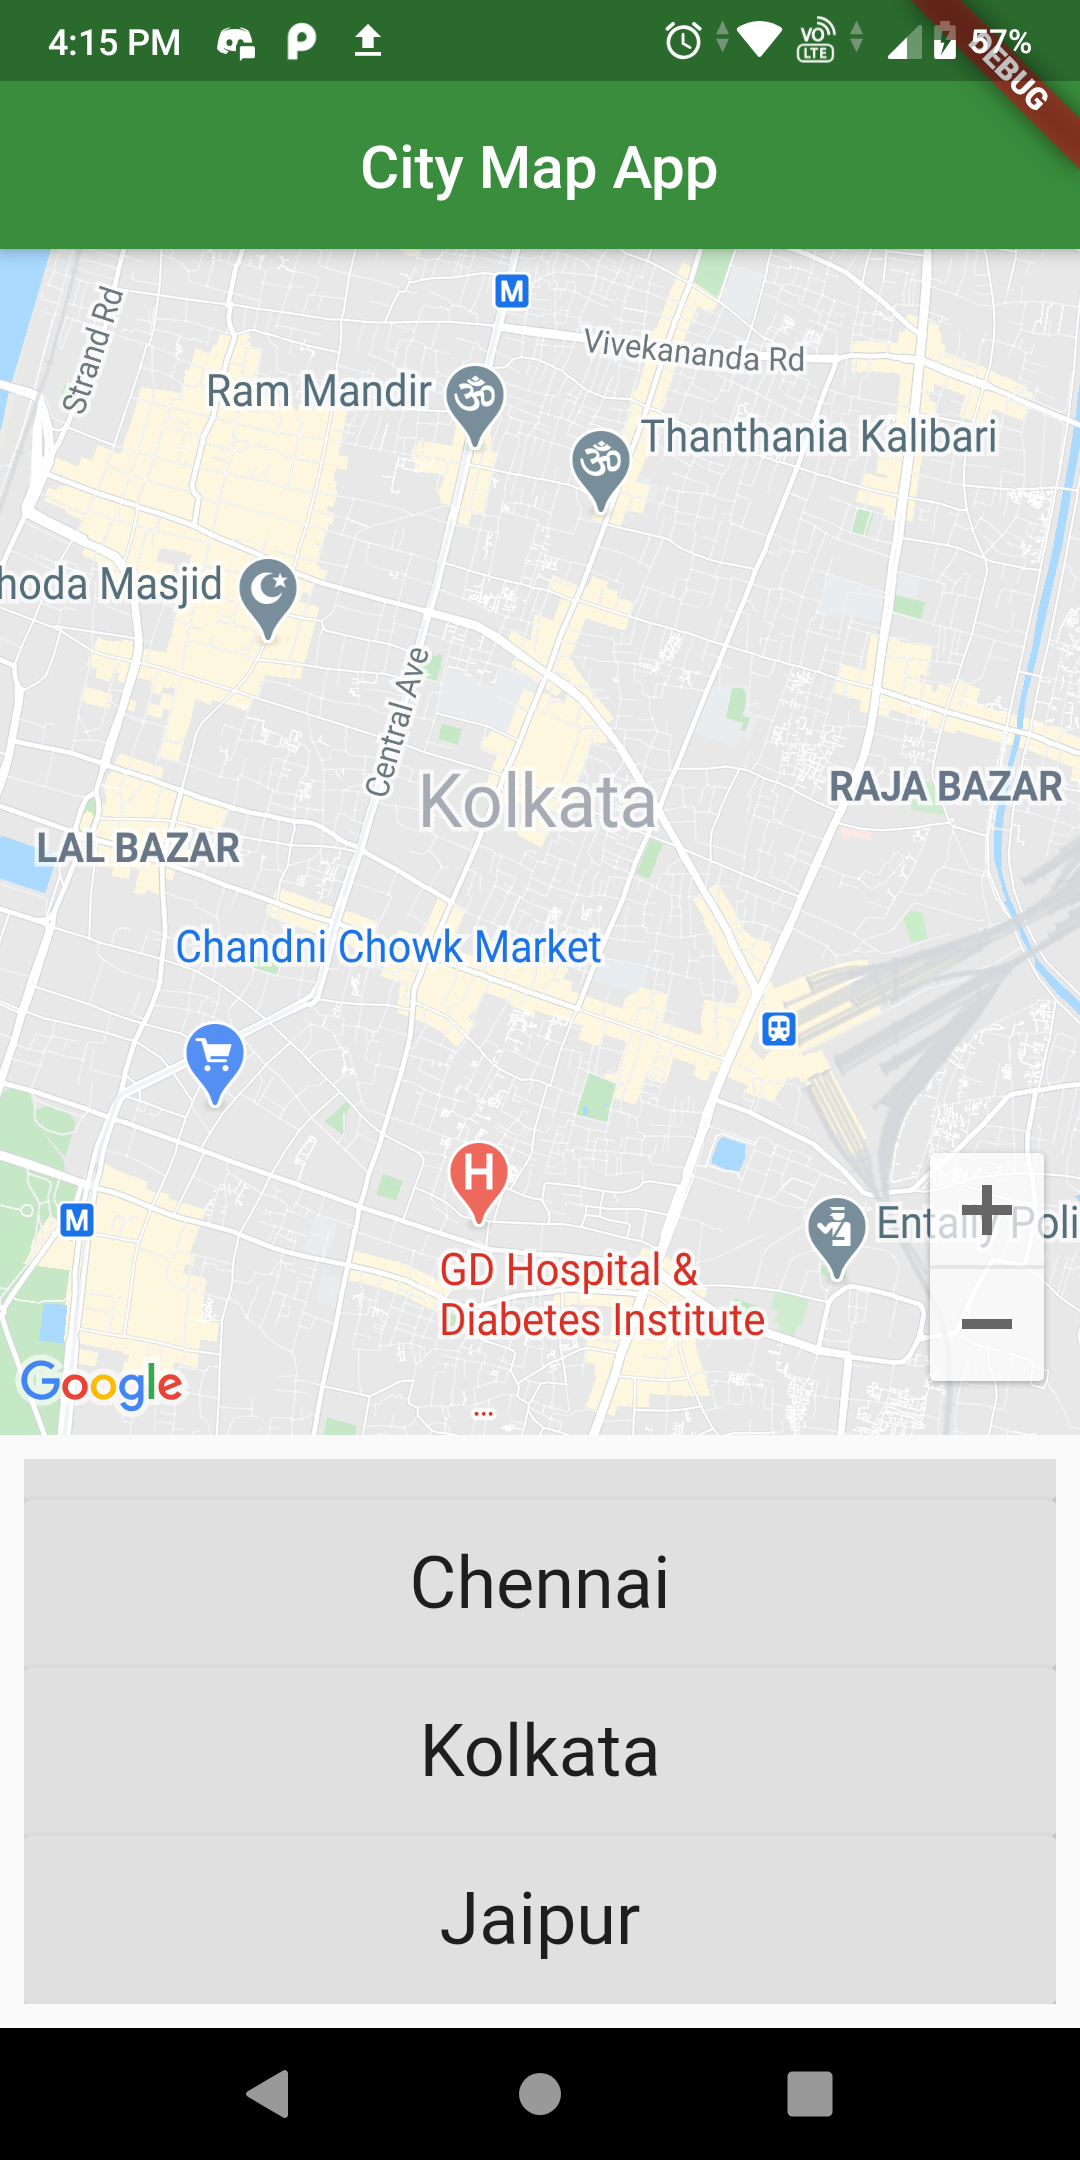 4:15 PM
VO
LTE
57%
DEBUG
City Map App
M
Strand Rd
Vivekananda Rd
Ram Mandir
ॐ
Thanthania Kalibari
ॐ
hoda Masjid
Central Ave
Kolkata
RAJA BAZAR
LAL BAZAR
Chandni Chowk Market
H
M
Entally Poli
GD Hospital &
Diabetes Institute
Google
...
Chennai
Kolkata
Jaipur